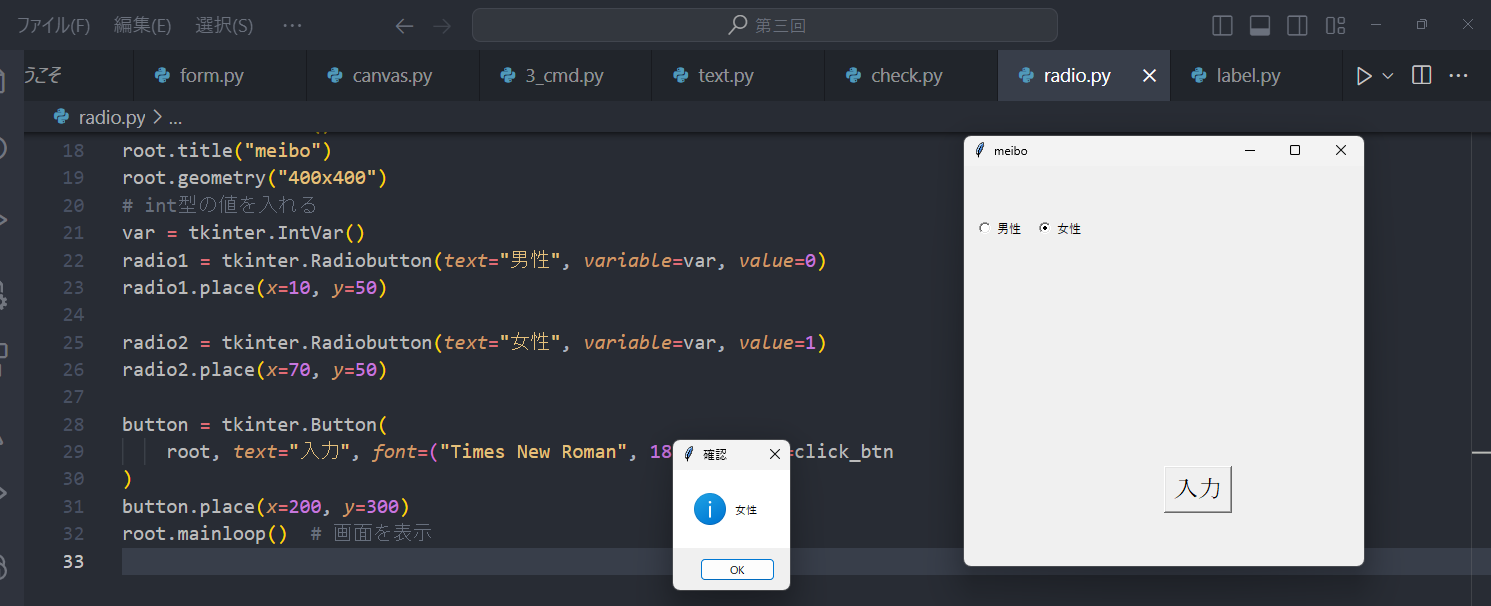 ファイル(F) 編集(E) 選択(S) … 第三回
うこそ form.py canvas.py 3_cmd.py text.py check.py radio.py label.py
radio.py > ...
18 root.title("meibo")
19 root.geometry("400x400")
20 # int型の値を入れる
21 var = tkinter.IntVar()
22 radio1 = tkinter.Radiobutton(text="男性", variable=var, value=0)
23 radio1.place(x=10, y=50)
24
25 radio2 = tkinter.Radiobutton(text="女性", variable=var, value=1)
26 radio2.place(x=70, y=50)
27
28 button = tkinter.Button(
29 root, text="入力", font=("Times New Roman", 18 =click_btn
30 )
31 button.place(x=200, y=300)
32 root.mainloop() # 画面を表示
33
meibo
男性 女性
入力
確認
女性
OK